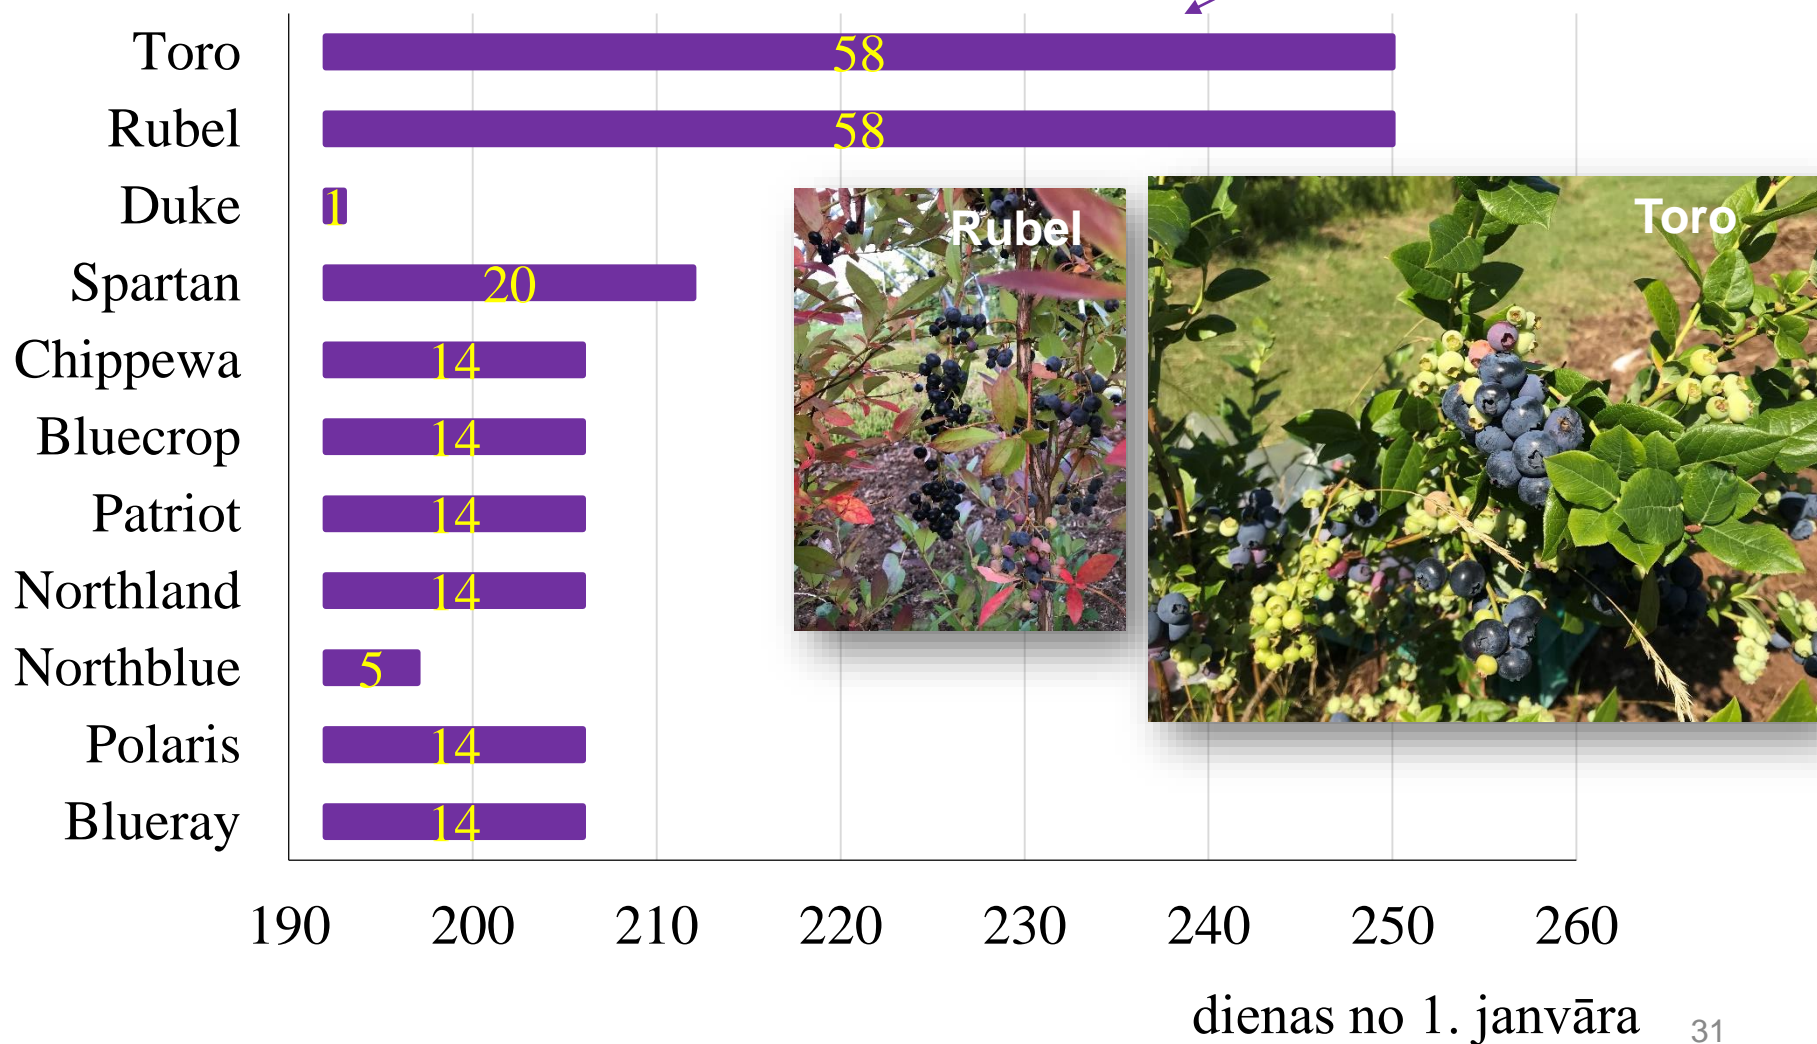 Toro 58
Rubel 58
Duke 1
Spartan 20
Chippewa 14
Bluecrop 14
Patriot 14
Northland 14
Northblue 5
Polaris 14
Blueray 14
Rubel
Toro
190 200 210 220 230 240 250 260
dienas no 1. janvāra
31